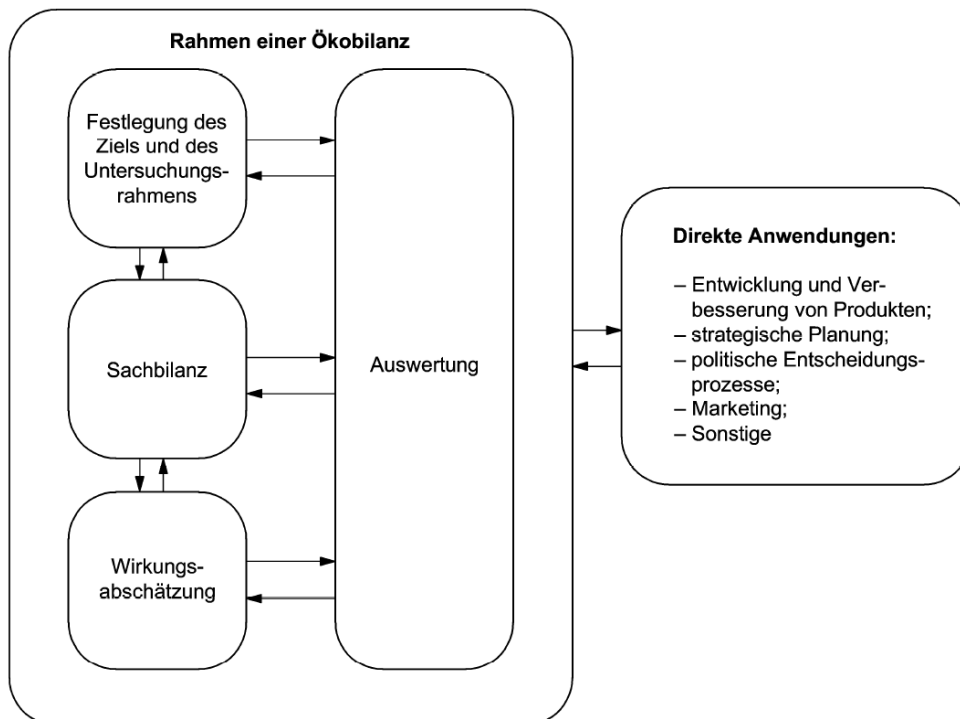 Rahmen einer Ökobilanz
Festlegung des
Ziels und des
Untersuchungs-
rahmens
Sachbilanz
Wirkungs-
abschätzung
Auswertung
Direkte Anwendungen:
– Entwicklung und Ver-
besserung von Produkten;
– strategische Planung;
– politische Entscheidungs-
prozesse;
– Marketing;
– Sonstige